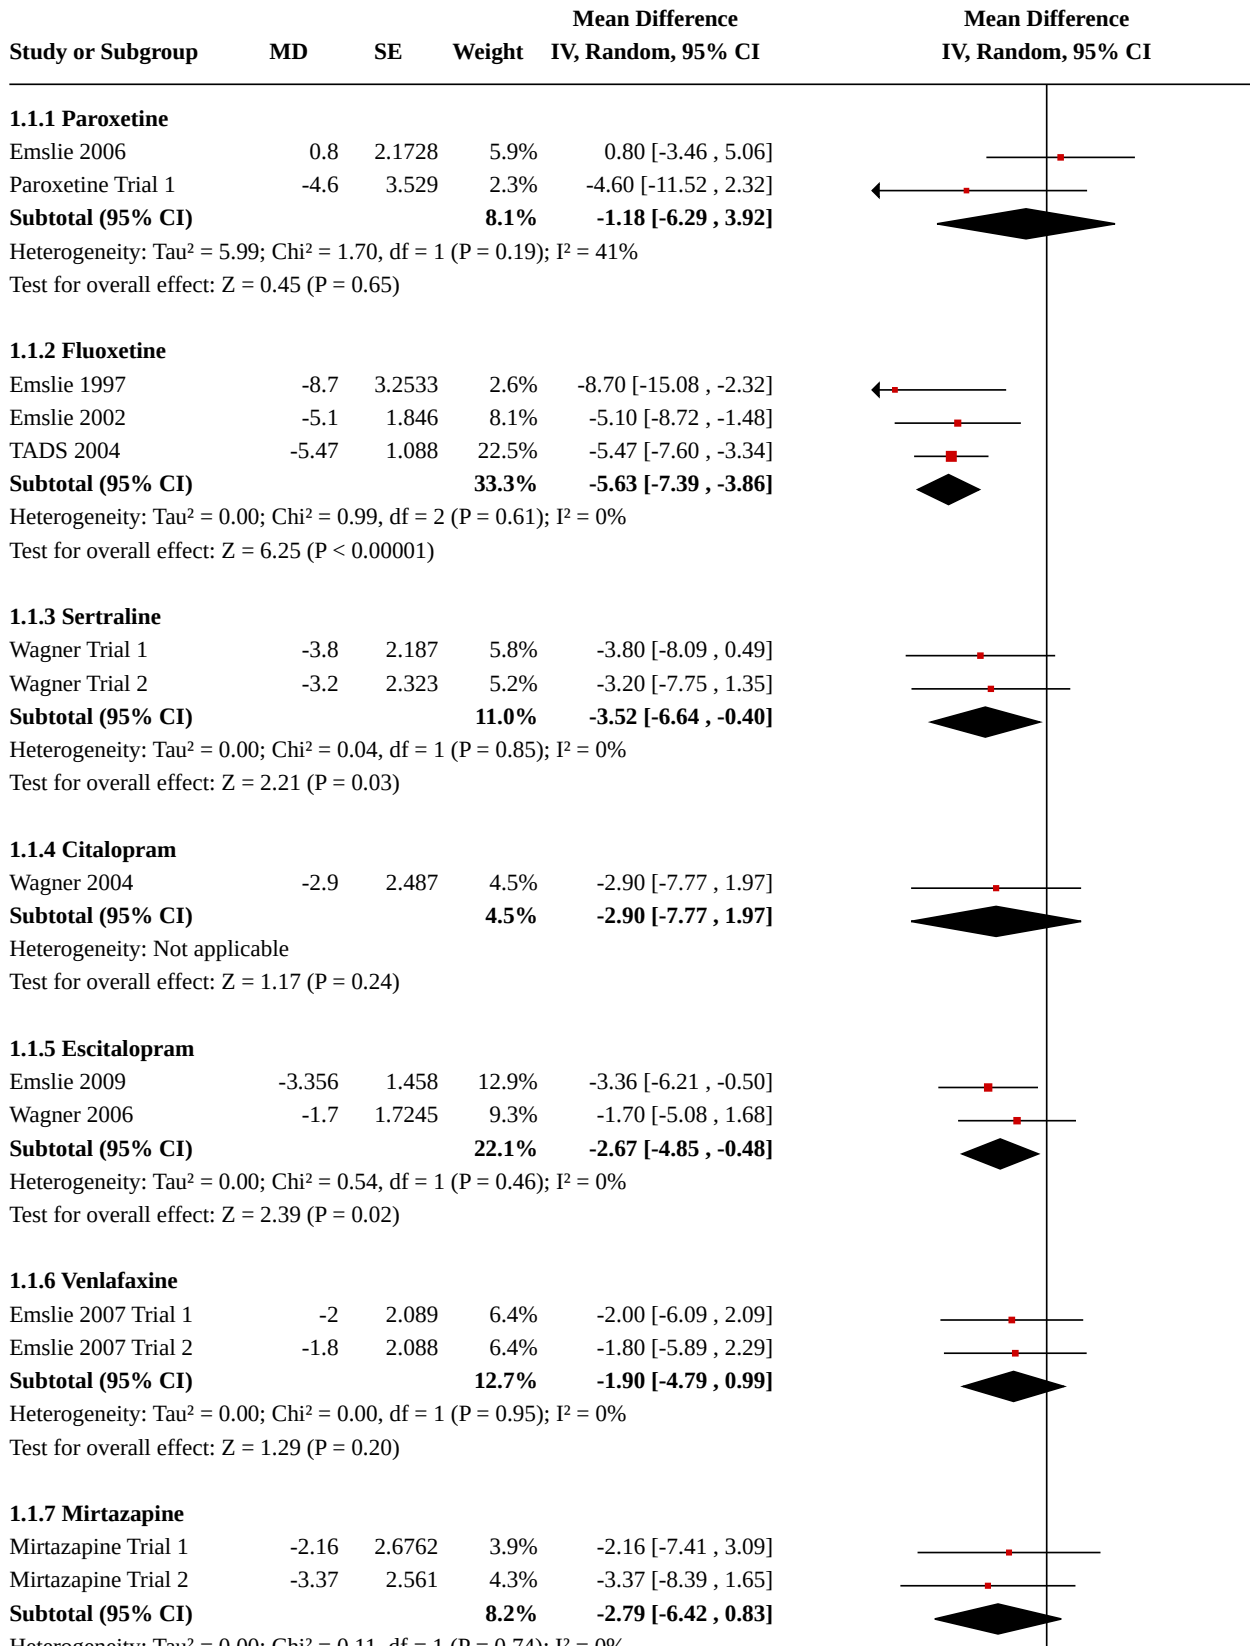 Mean Difference Mean Difference
Study or Subgroup MD SE Weight IV, Random, 95% CI IV, Random, 95% CI
1.1.1 Paroxetine
Emslie 2006 0.8 2.1728 5.9% 0.80 [-3.46 , 5.06]
Paroxetine Trial 1 -4.6 3.529 2.3% -4.60 [-11.52 , 2.32]
Subtotal (95% CI) 8.1% -1.18 [-6.29 , 3.92]
Heterogeneity: Tau² = 5.99; Chi² = 1.70, df = 1 (P = 0.19); I² = 41%
Test for overall effect: Z = 0.45 (P = 0.65)
1.1.2 Fluoxetine
Emslie 1997 -8.7 3.2533 2.6% -8.70 [-15.08 , -2.32]
Emslie 2002 -5.1 1.846 8.1% -5.10 [-8.72 , -1.48]
TADS 2004 -5.47 1.088 22.5% -5.47 [-7.60 , -3.34]
Subtotal (95% CI) 33.3% -5.63 [-7.39 , -3.86]
Heterogeneity: Tau² = 0.00; Chi² = 0.99, df = 2 (P = 0.61); I² = 0%
Test for overall effect: Z = 6.25 (P < 0.00001)
1.1.3 Sertraline
Wagner Trial 1 -3.8 2.187 5.8% -3.80 [-8.09 , 0.49]
Wagner Trial 2 -3.2 2.323 5.2% -3.20 [-7.75 , 1.35]
Subtotal (95% CI) 11.0% -3.52 [-6.64 , -0.40]
Heterogeneity: Tau² = 0.00; Chi² = 0.04, df = 1 (P = 0.85); I² = 0%
Test for overall effect: Z = 2.21 (P = 0.03)
1.1.4 Citalopram
Wagner 2004 -2.9 2.487 4.5% -2.90 [-7.77 , 1.97]
Subtotal (95% CI) 4.5% -2.90 [-7.77 , 1.97]
Heterogeneity: Not applicable
Test for overall effect: Z = 1.17 (P = 0.24)
1.1.5 Escitalopram
Emslie 2009 -3.356 1.458 12.9% -3.36 [-6.21 , -0.50]
Wagner 2006 -1.7 1.7245 9.3% -1.70 [-5.08 , 1.68]
Subtotal (95% CI) 22.1% -2.67 [-4.85 , -0.48]
Heterogeneity: Tau² = 0.00; Chi² = 0.54, df = 1 (P = 0.46); I² = 0%
Test for overall effect: Z = 2.39 (P = 0.02)
1.1.6 Venlafaxine
Emslie 2007 Trial 1 -2 2.089 6.4% -2.00 [-6.09 , 2.09]
Emslie 2007 Trial 2 -1.8 2.088 6.4% -1.80 [-5.89 , 2.29]
Subtotal (95% CI) 12.7% -1.90 [-4.79 , 0.99]
Heterogeneity: Tau² = 0.00; Chi² = 0.00, df = 1 (P = 0.95); I² = 0%
Test for overall effect: Z = 1.29 (P = 0.20)
1.1.7 Mirtazapine
Mirtazapine Trial 1 -2.16 2.6762 3.9% -2.16 [-7.41 , 3.09]
Mirtazapine Trial 2 -3.37 2.561 4.3% -3.37 [-8.39 , 1.65]
Subtotal (95% CI) 8.2% -2.79 [-6.42 , 0.83]
Heterogeneity: Tau² = 0.00; Chi² = 0.11, df = 1 (P = 0.74); I² = 0%